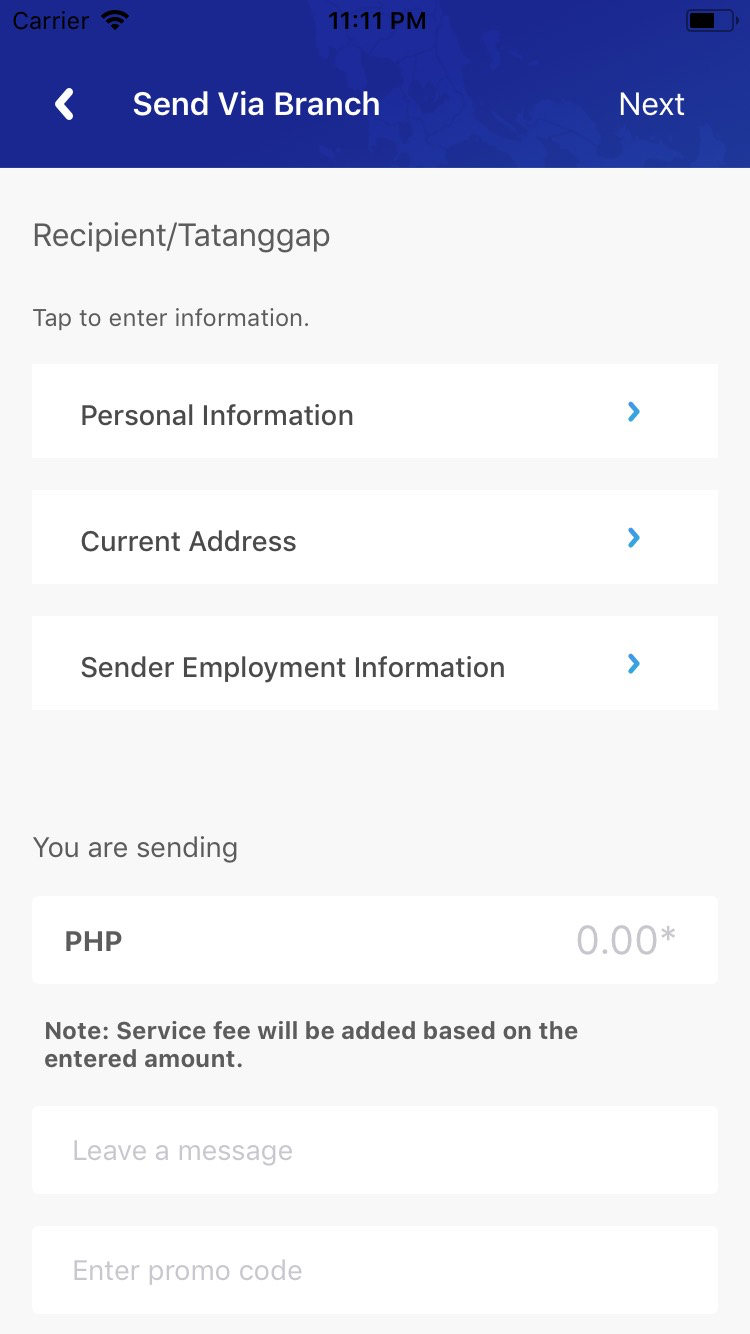 Carrier 11:11 PM
Send Via Branch Next
Recipient/Tatanggap
Tap to enter information.
Personal Information
Current Address
Sender Employment Information
You are sending
PHP 0.00*
Note: Service fee will be added based on the
entered amount.
Leave a message
Enter promo code